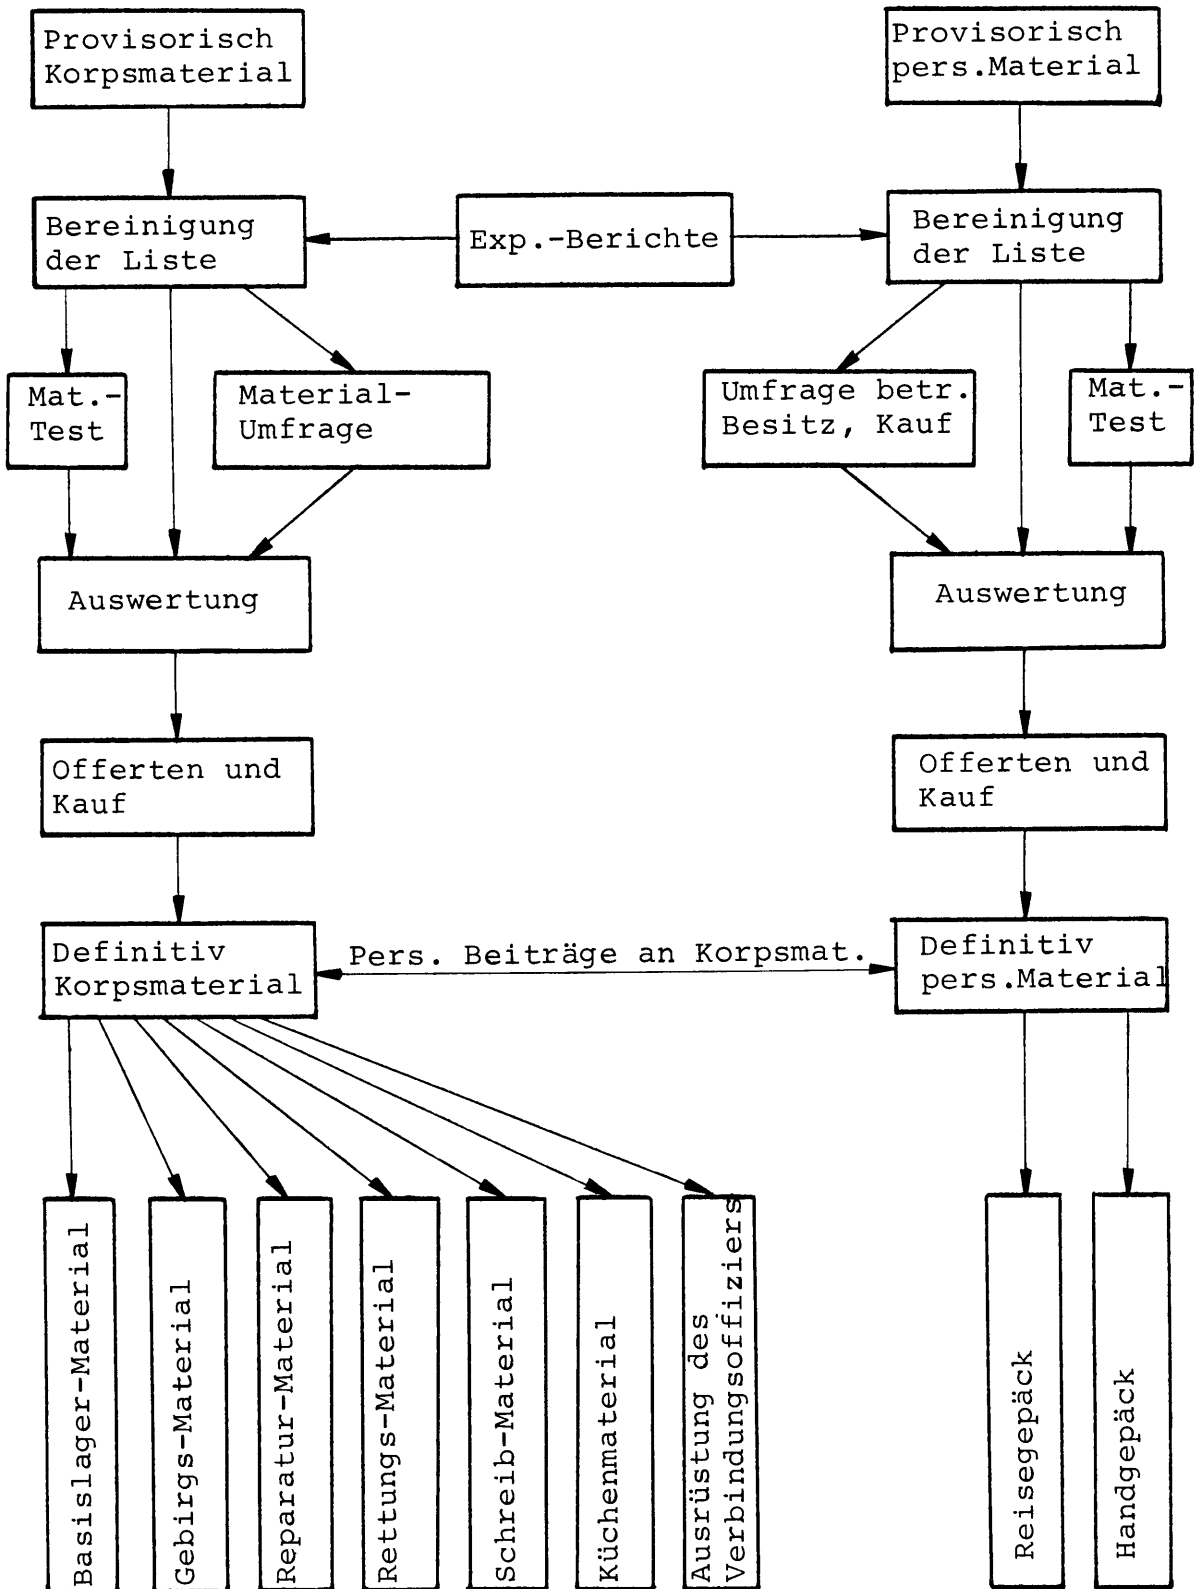 Provisorisch
Korpsmaterial
Provisorisch
pers.Material
Bereinigung
der Liste
Exp.-Berichte
Bereinigung
der Liste
Mat.-
Test
Material-
Umfrage
Umfrage betr.
Besitz, Kauf
Mat.-
Test
Auswertung
Auswertung
Offerten und
Kauf
Offerten und
Kauf
Definitiv
Korpsmaterial
Pers. Beiträge an Korpsmat.
Definitiv
pers.Material
Basislager-Material
Gebirgs-Material
Reparatur-Material
Rettungs-Material
Schreib-Material
Küchenmaterial
Ausrüstung des
Verbindungsoffiziers
Reisegepäck
Handgepäck